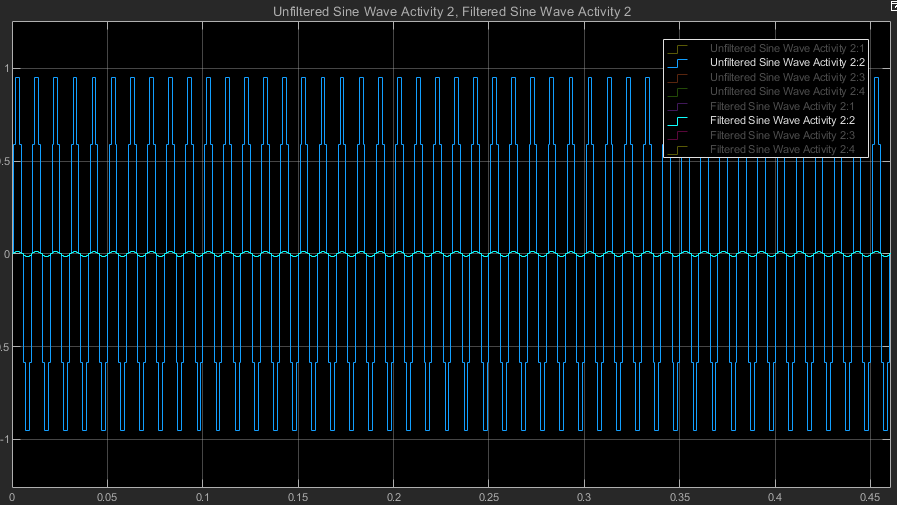 Unfiltered Sine Wave Activity 2, Filtered Sine Wave Activity 2
Unfiltered Sine Wave Activity 2:1
Unfiltered Sine Wave Activity 2:2
Unfiltered Sine Wave Activity 2:3
Unfiltered Sine Wave Activity 2:4
Filtered Sine Wave Activity 2:1
Filtered Sine Wave Activity 2:2
Filtered Sine Wave Activity 2:3
Filtered Sine Wave Activity 2:4
1
0.5
0
0.5
-1
0 0.05 0.1 0.15 0.2 0.25 0.3 0.35 0.4 0.45